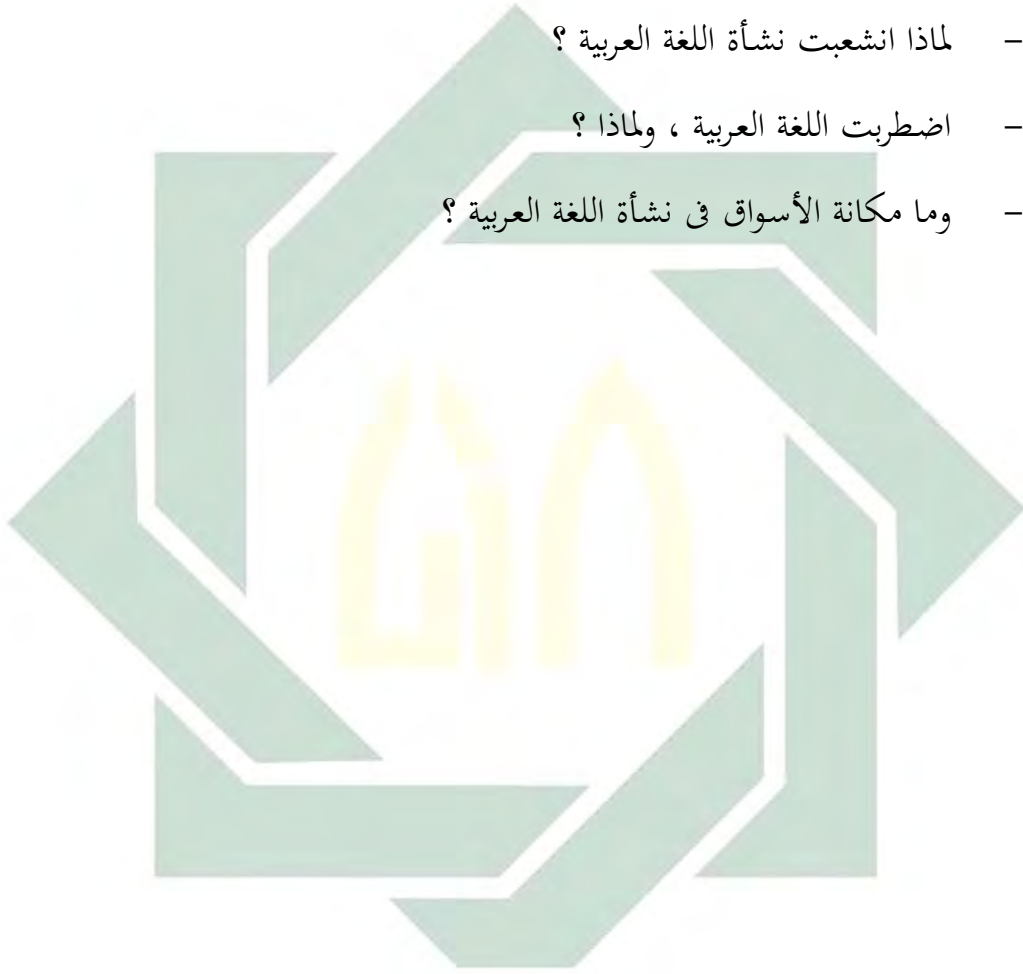 - لماذا انشعبت نشأة اللغة العربية ؟
- اضطربت اللغة العربية ، ولماذا ؟
- وما مكانة الأسواق فى نشأة اللغة العربية ؟